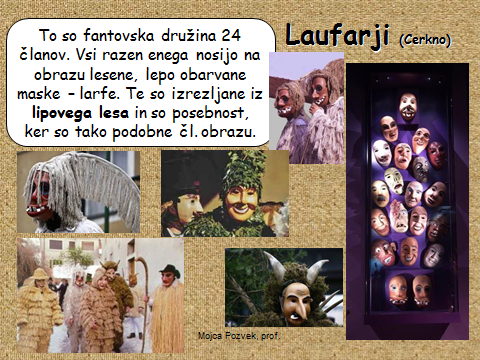 Laufarji (Cerkno)
To so fantovska družina 24
članov. Vsi razen enega nosijo na
obrazu lesene, lepo obarvane
maske – larfe. Te so izrezljane iz
lipovega lesa in so posebnost,
ker so tako podobne čl. obrazu.
Mojca Pozvek, prof.